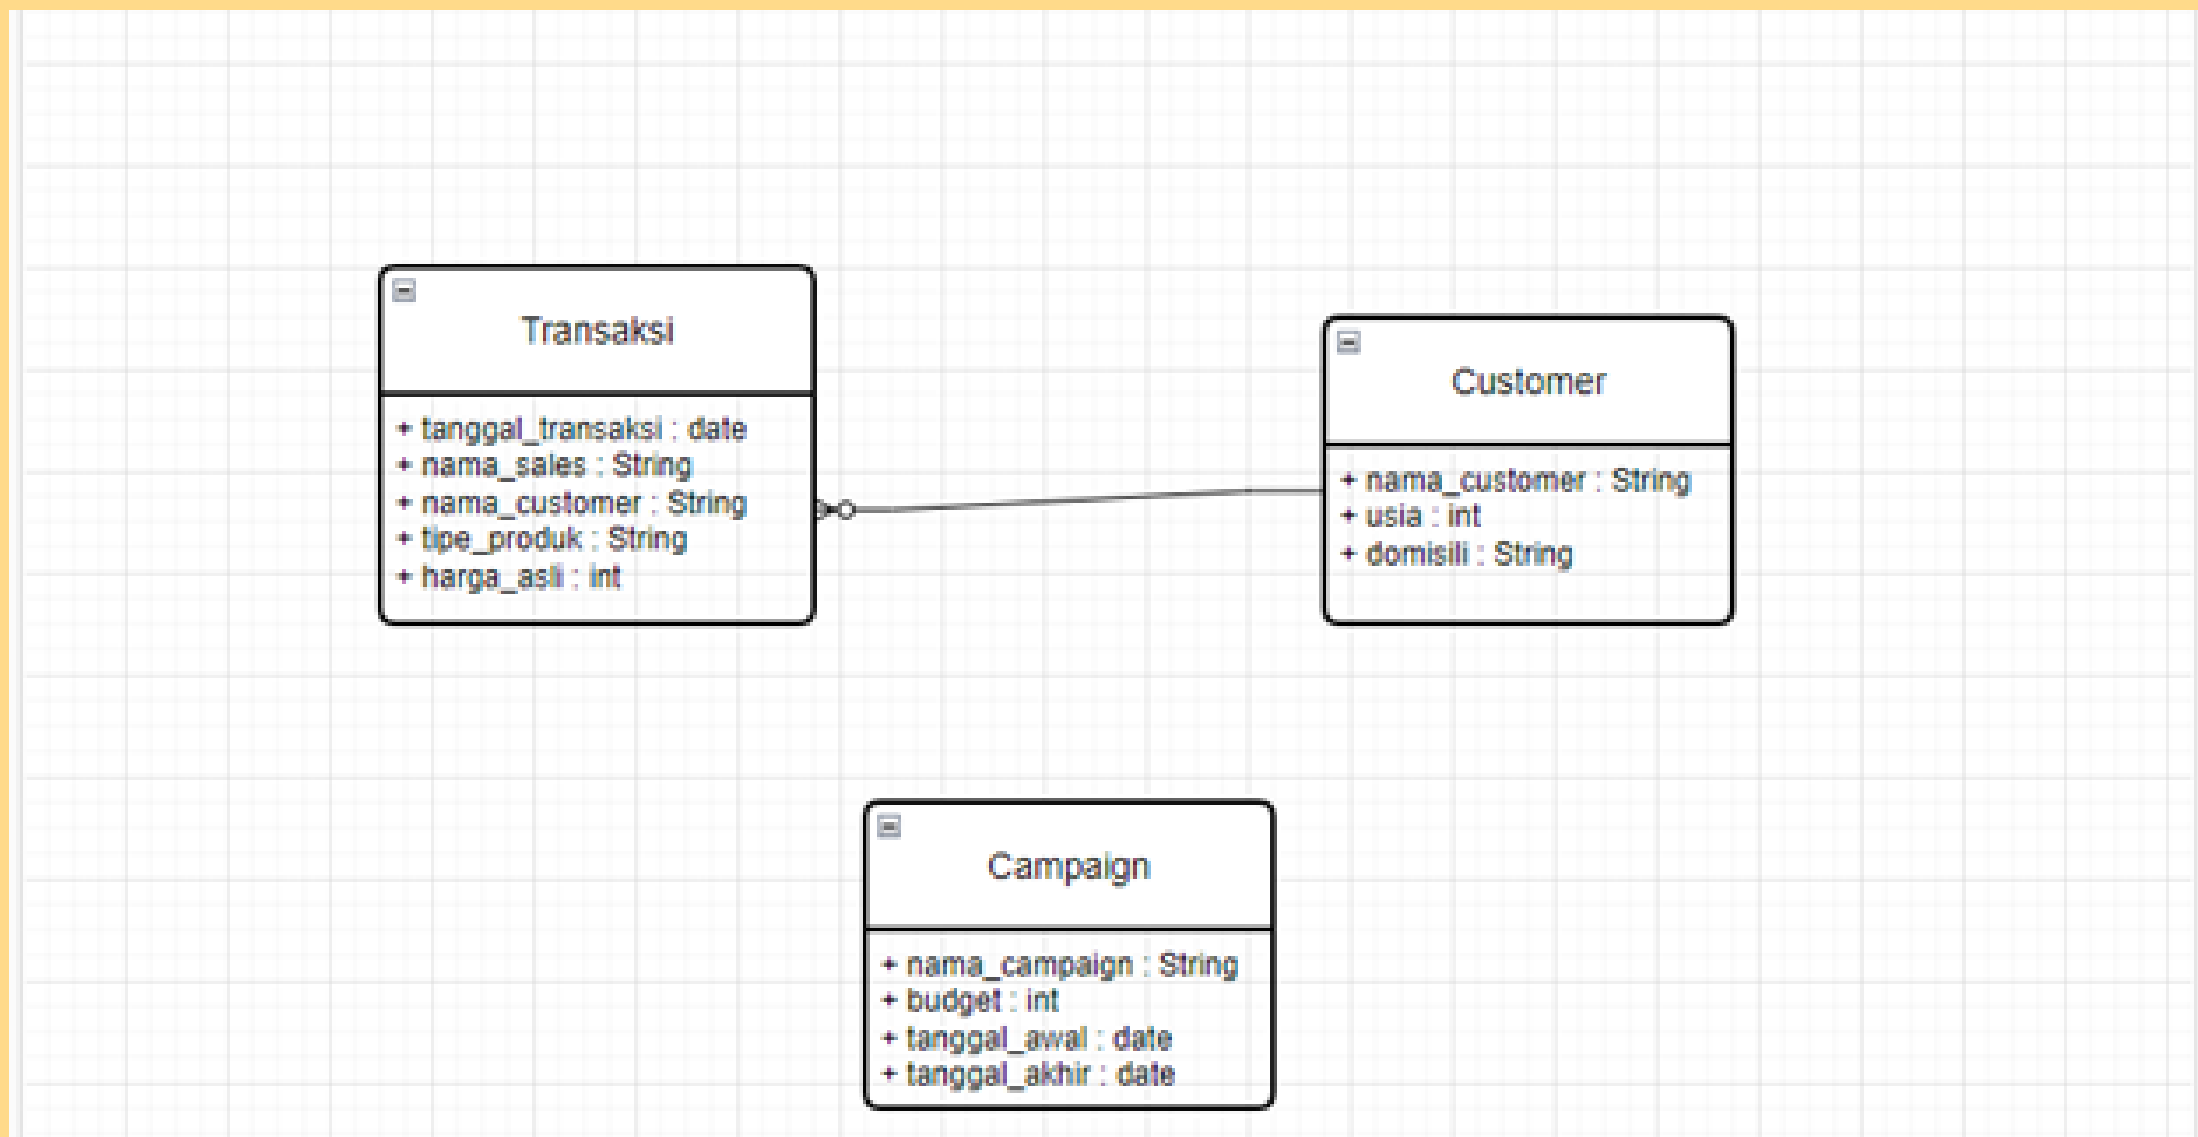 Transaksi
+ tanggal_transaksi : date
+ nama_sales : String
+ nama_customer : String
+ tipe_produk : String
+ harga_asli : int
Customer
+ nama_customer : String
+ usia : int
+ domisili : String
Campaign
+ nama_campaign : String
+ budget : int
+ tanggal_awal : date
+ tanggal_akhir : date